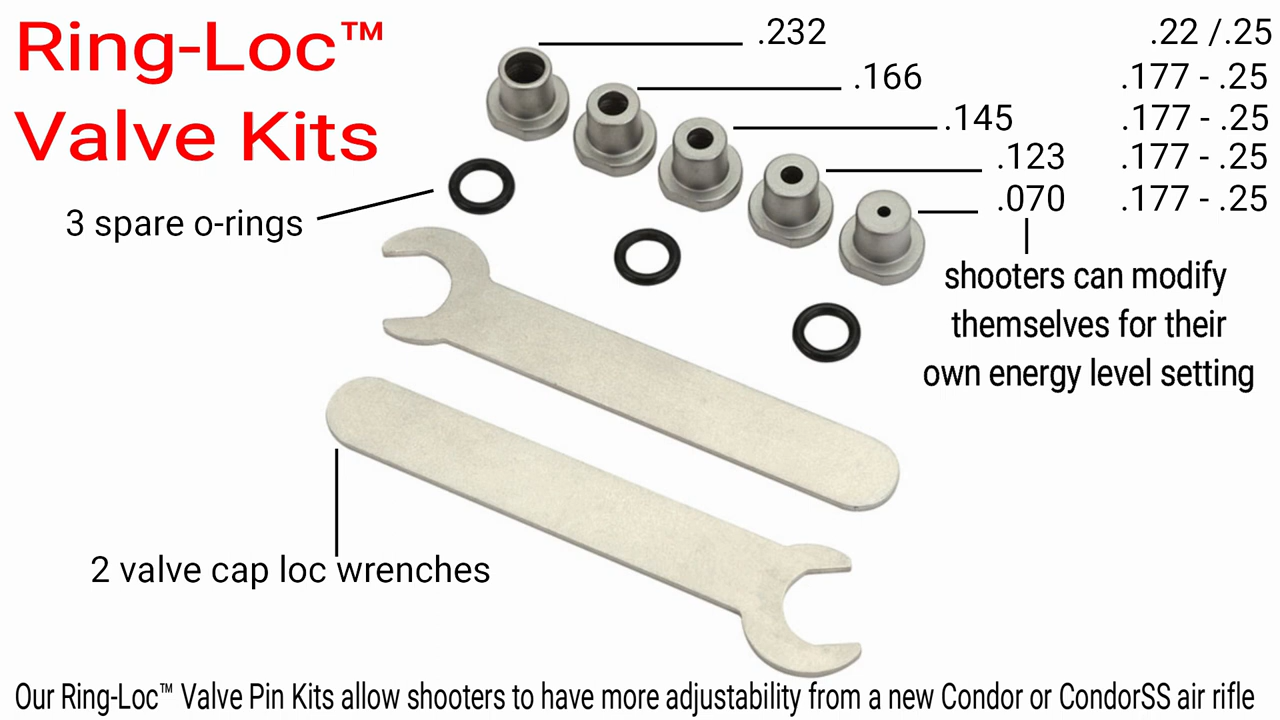 Ring-Loc™
Valve Kits
.232 .22 /.25
.166 .177 - .25
.145 .177 - .25
.123 .177 - .25
.070 .177 - .25
3 spare o-rings
shooters can modify
themselves for their
own energy level setting
2 valve cap loc wrenches
Our Ring-Loc™ Valve Pin Kits allow shooters to have more adjustability from a new Condor or CondorSS air rifle